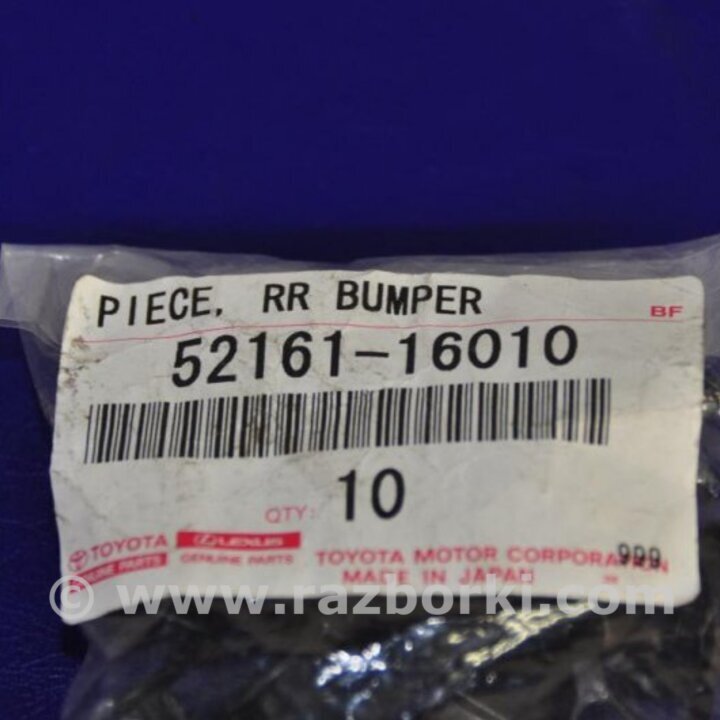 PIECE, RR BUMPER
BF
52161-16010
QTY: 10
TOYOTA
GENUINE PARTS
LEXUS
GENUINE PARTS
TOYOTA MOTOR CORPORATION
MADE IN JAPAN
999
© www.razborki.com